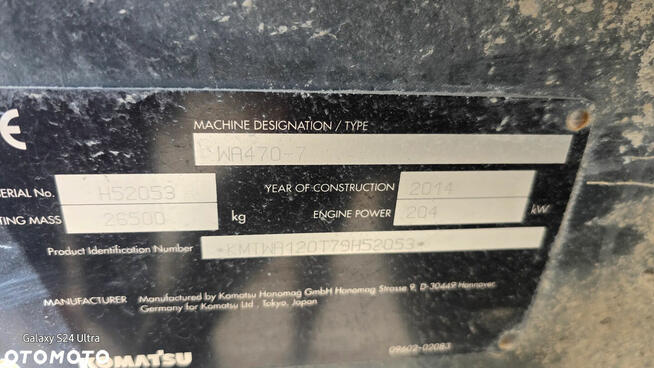 CE
MACHINE DESIGNATION / TYPE
WA470-7
SERIAL No. H52053 YEAR OF CONSTRUCTION 2014
TING MASS 26500 kg ENGINE POWER 204 kW
Product Identification Number *KMTWA120T79H52053*
MANUFACTURER Manufactured by Komatsu Hanomag GmbH Hanomag Strasse 9, D-30449 Hannover,
Germany for Komatsu Ltd., Tokyo, Japan
Galaxy S24 Ultra
OTOMOTO
KOMATSU
09602-02083